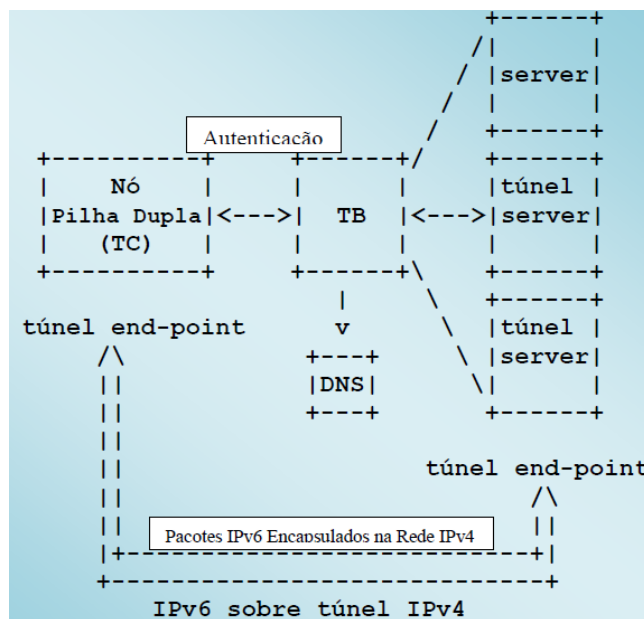 server
Autenticação
Nó
Pilha Dupla
(TC)
TB
túnel
server
túnel end-point
DNS
túnel
server
túnel end-point
Pacotes IPv6 Encapsulados na Rede IPv4
IPv6 sobre túnel IPv4